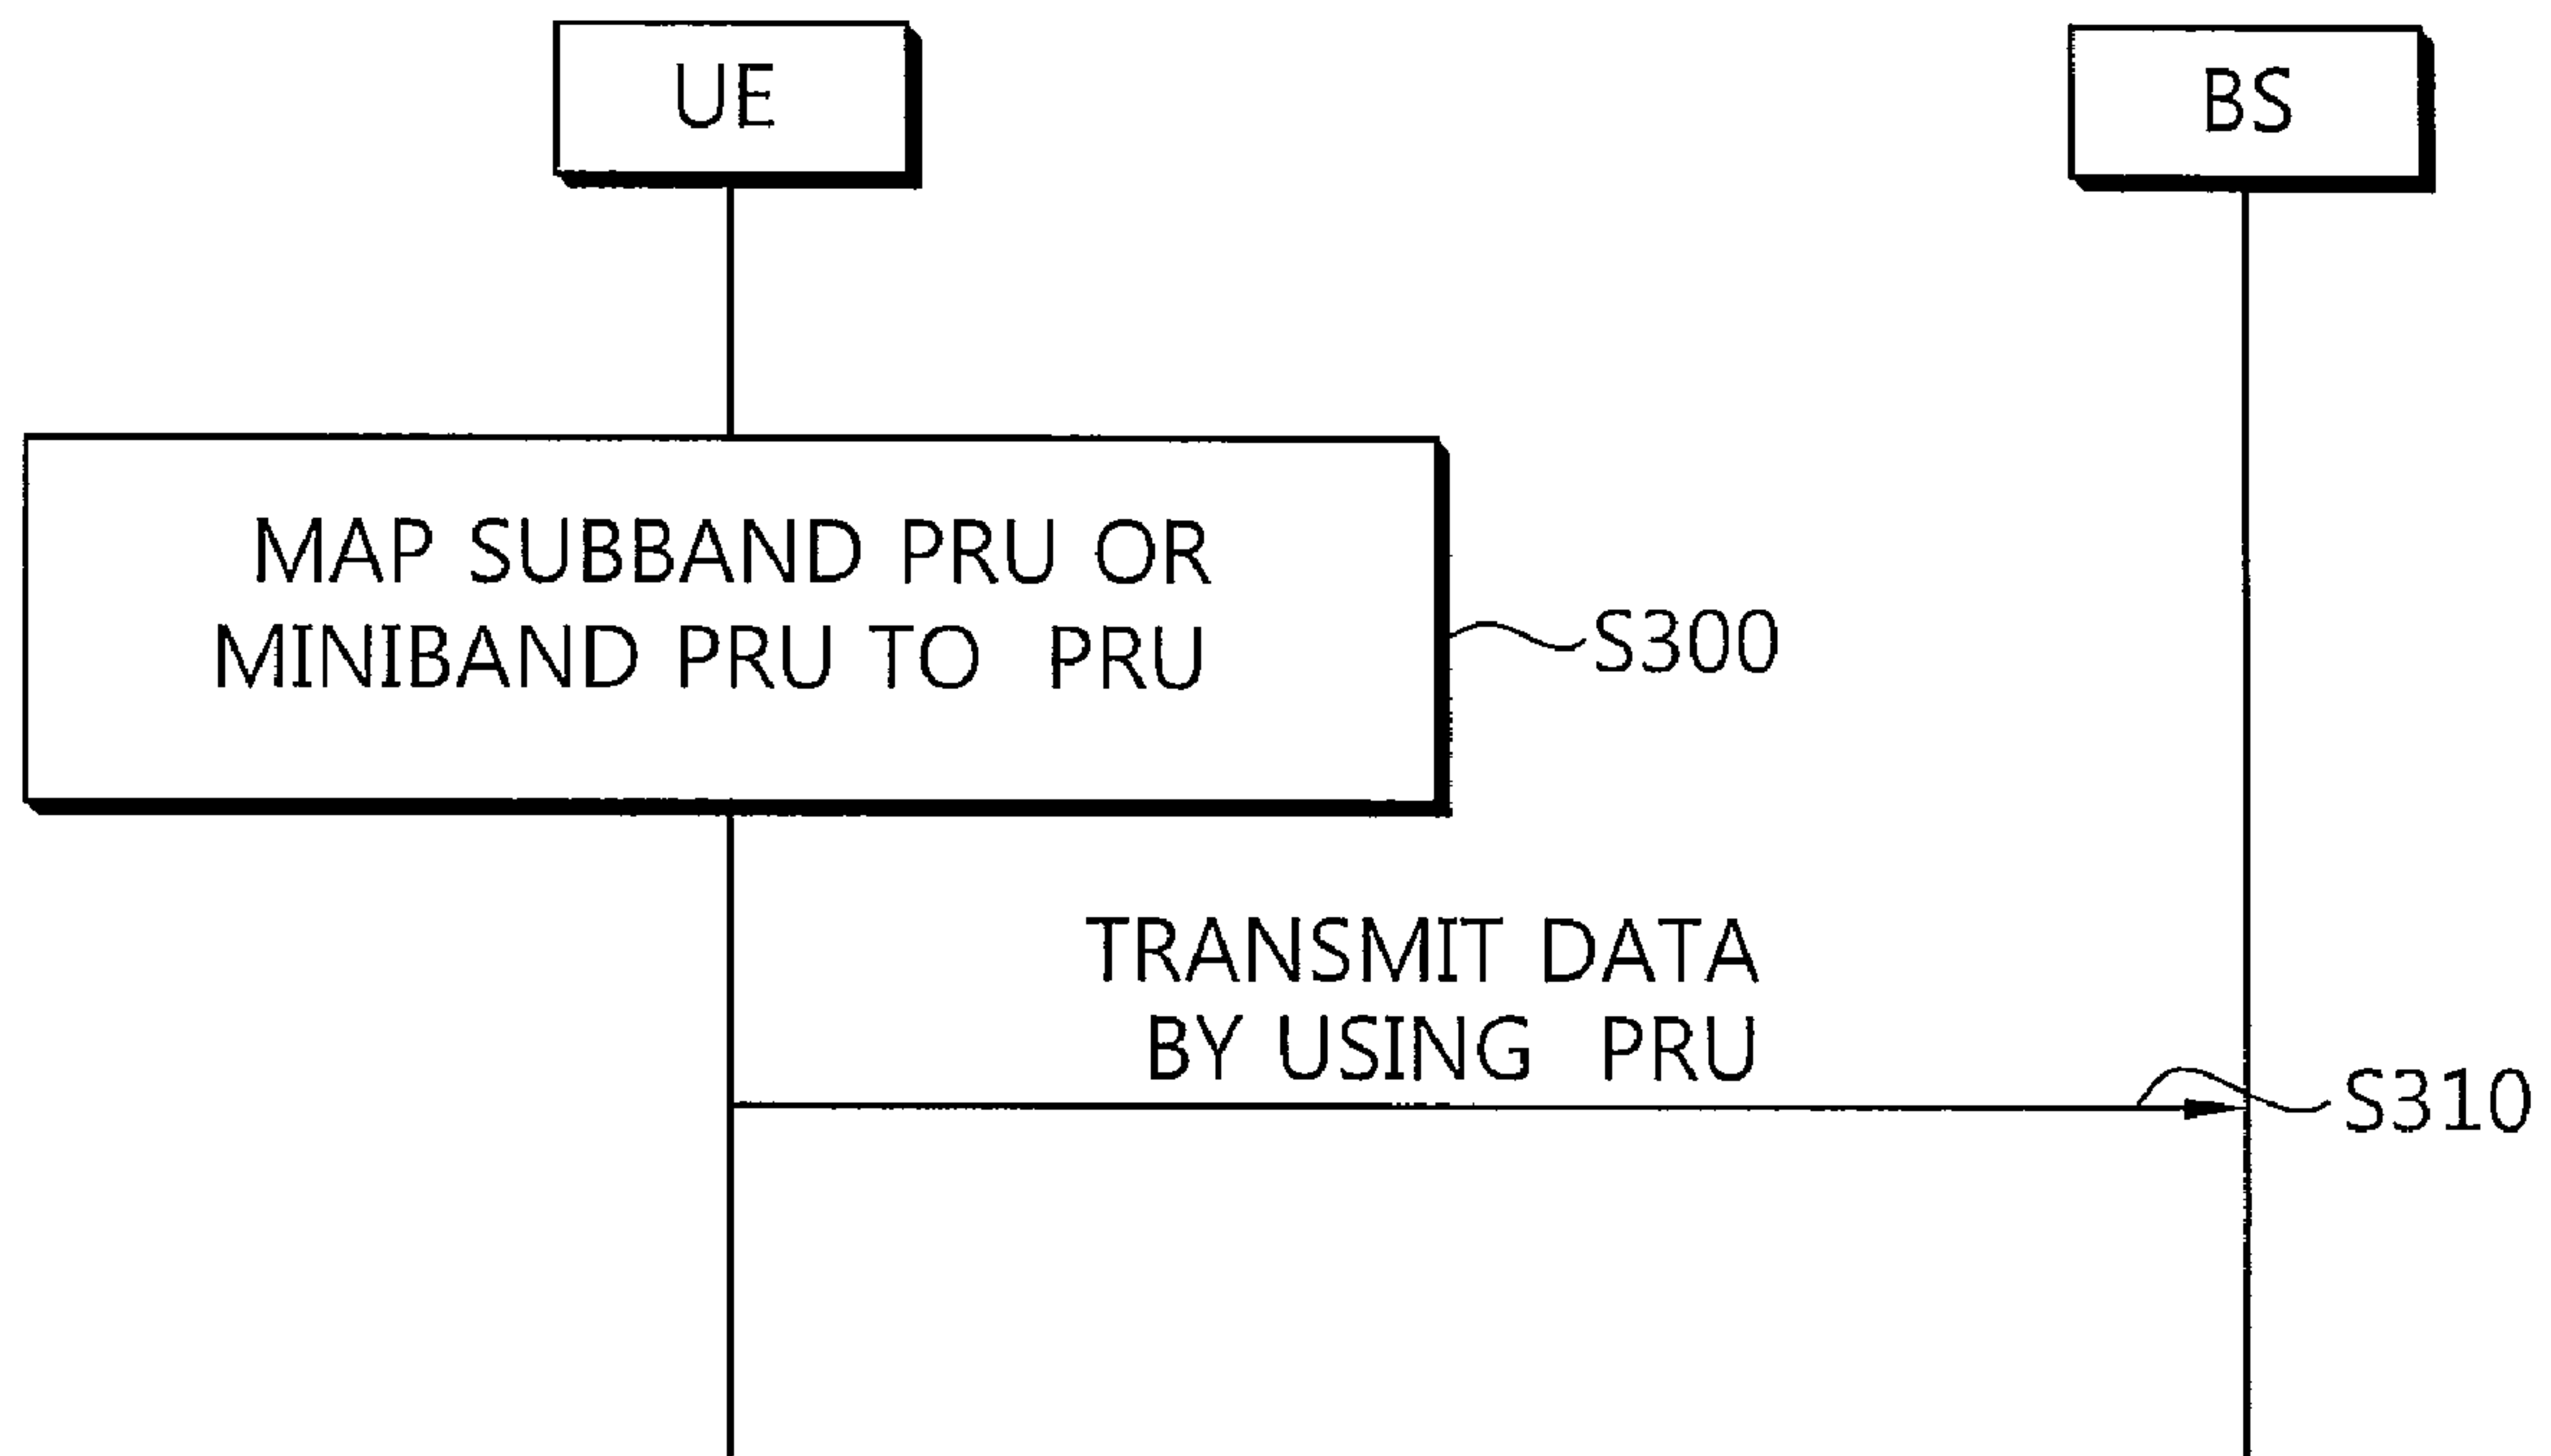 UE
BS
MAP SUBBAND PRU OR
MINIBAND PRU TO PRU
S300
TRANSMIT DATA
BY USING PRU
S310